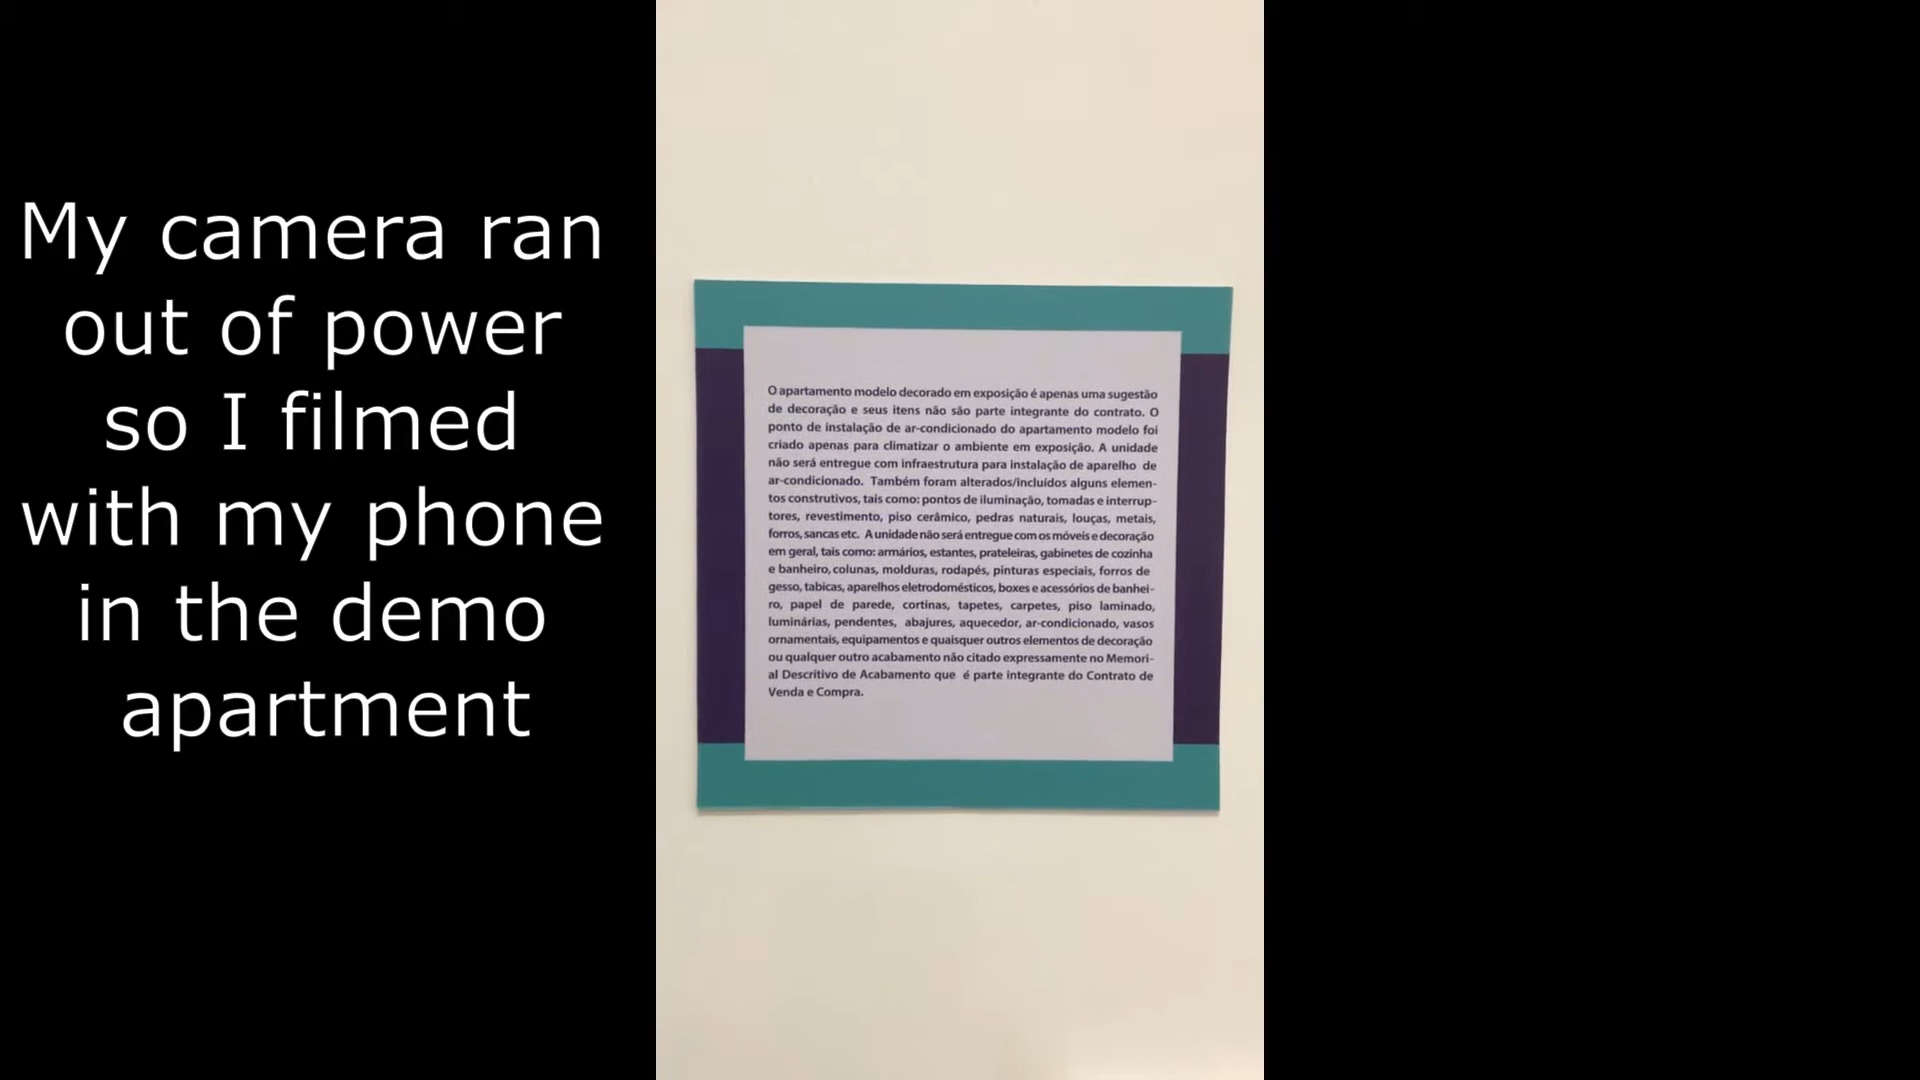 My camera ran
out of power
so I filmed
with my phone
in the demo
apartment
O apartamento modelo decorado em exposição é apenas uma sugestão
de decoração e seus itens não são parte integrante do contrato. O
ponto de instalação de ar-condicionado do apartamento modelo foi
criado apenas para climatizar o ambiente em exposição. A unidade
não será entregue com infraestrutura para instalação de aparelho de
ar-condicionado. Também foram alterados/incluídos alguns elemen-
tos construtivos, tais como: pontos de iluminação, tomadas e interrup-
tores, revestimento, piso cerâmico, pedras naturais, louças, metais,
forros, sancas etc. A unidade não será entregue com os móveis e decoração
em geral, tais como: armários, estantes, prateleiras, gabinetes de cozinha
e banheiro, colunas, molduras, rodapés, pinturas especiais, forros de
gesso, tabicas, aparelhos eletrodomésticos, boxes e acessórios de banhei-
ro, papel de parede, cortinas, tapetes, carpetes, piso laminado,
luminárias, pendentes, abajures, aquecedor, ar-condicionado, vasos
ornamentais, equipamentos e quaisquer outros elementos de decoração
ou qualquer outro acabamento não citado expressamente no Memori-
al Descritivo de Acabamento que é parte integrante do Contrato de
Venda e Compra.